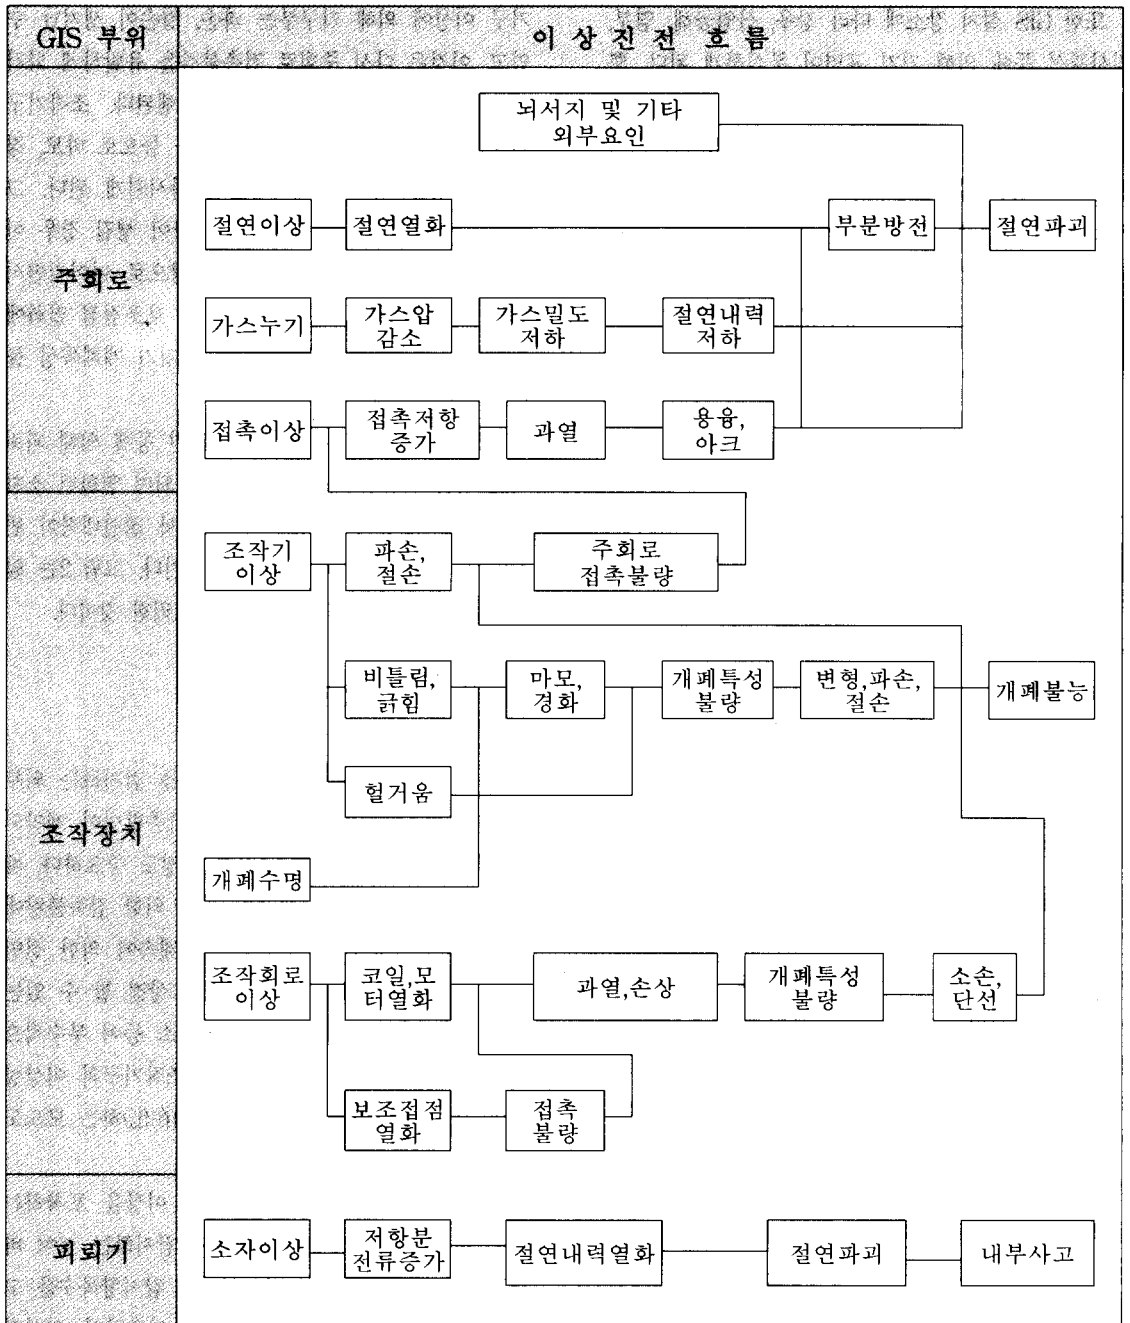 GIS 부위
이 상 진 전 흐 름
주회로
뇌서지 및 기타
외부요인
절연이상
절연열화
부분방전
절연파괴
가스누기
가스압
감소
가스밀도
저하
절연내력
저하
접촉이상
접촉저항
증가
과열
용융,
아크
조작장치
조작기
이상
파손,
절손
주회로
접촉불량
비틀림,
긁힘
마모,
경화
개폐특성
불량
변형,파손,
절손
개폐불능
헐거움
개폐수명
조작회로
이상
코일,모
터열화
과열,손상
개폐특성
불량
소손,
단선
보조접점
열화
접촉
불량
피뢰기
소자이상
저항분
전류증가
절연내력열화
절연파괴
내부사고